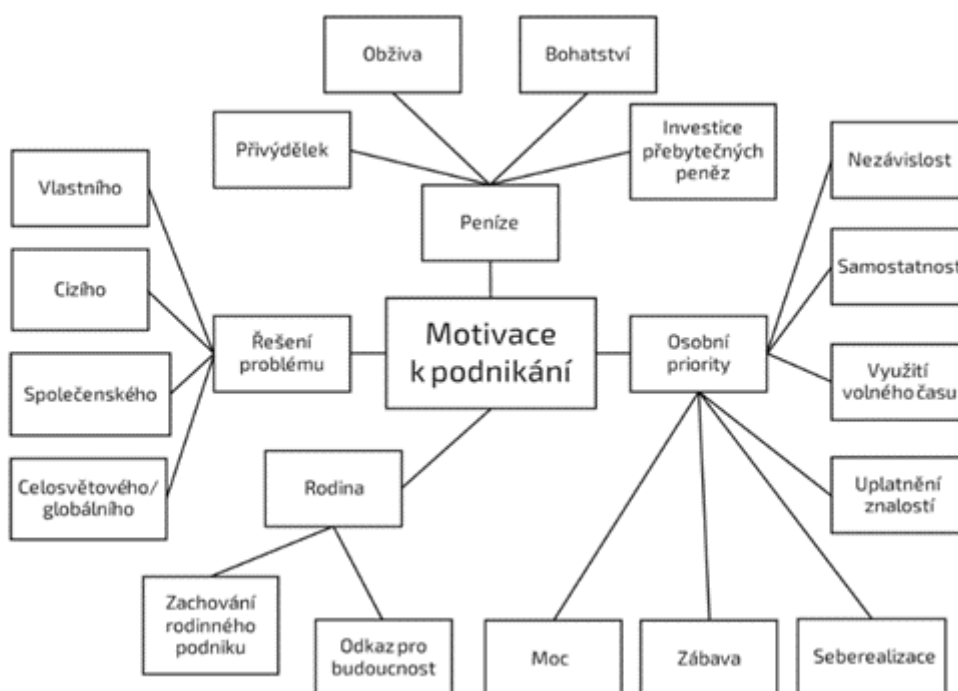 Obživa
Bohatství
Přivýdělek
Investice
přebytečných
peněz
Nezávislost
Vlastního
Peníze
Samostatnost
Cizího
Motivace
k podnikání
Řešení
problému
Osobní
priority
Využití
volného času
Společenského
Celosvětového/
globálního
Rodina
Uplatnění
znalostí
Zachování
rodinného
podniku
Odkaz pro
budoucnost
Moc
Zábava
Seberealizace